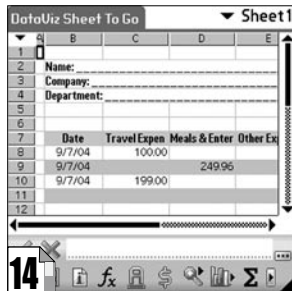 DataViz Sheet To Go ▼ Sheet1
A B C D E
1
2 Name:
3 Company:
4 Department:
5
6
7 Date Travel Expen Meals & Enter Other Ex
8 9/7/04 100.00
9 9/7/04 249.96
10 9/7/04 199.00
11
12
14 fx $ Σ